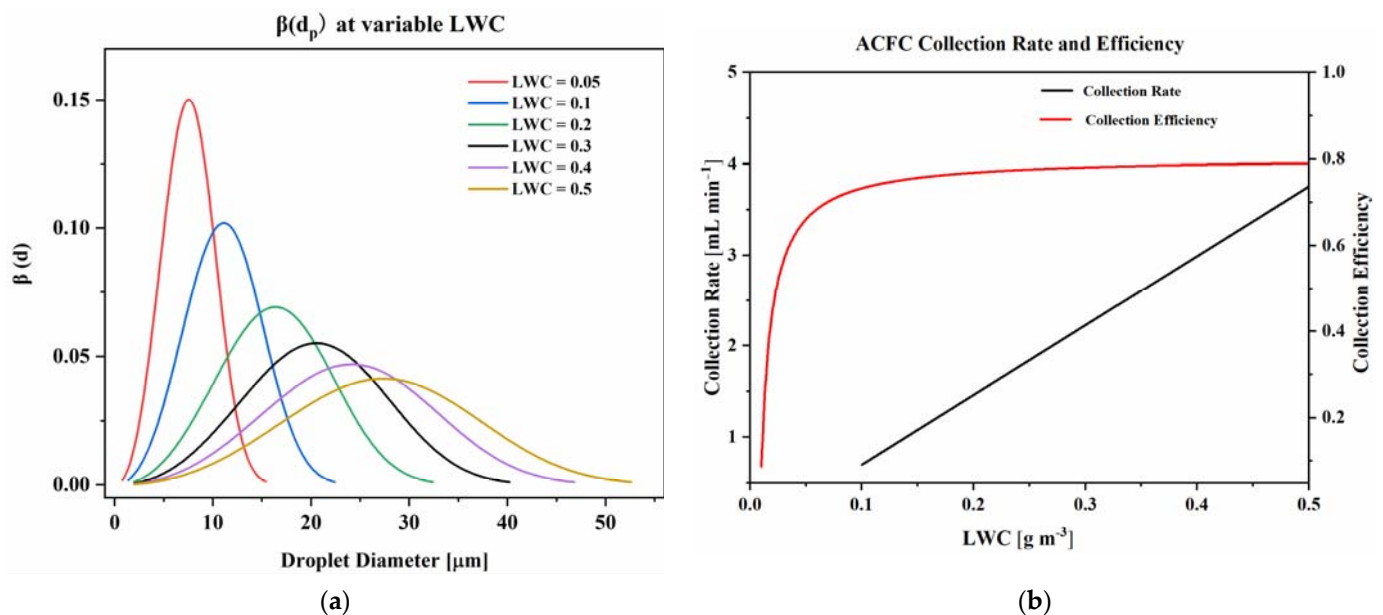 β(dp) at variable LWC
LWC = 0.05
LWC = 0.1
LWC = 0.2
LWC = 0.3
LWC = 0.4
LWC = 0.5
β (d)
0.15
0.10
0.05
0.00
0 10 20 30 40 50
Droplet Diameter [μm]
(a)
ACFC Collection Rate and Efficiency
Collection Rate
Collection Efficiency
Collection Rate [mL min⁻¹]
5
4
3
2
1
Collection Efficiency
1.0
0.8
0.6
0.4
0.2
0.0 0.1 0.2 0.3 0.4 0.5
LWC [g m⁻³]
(b)